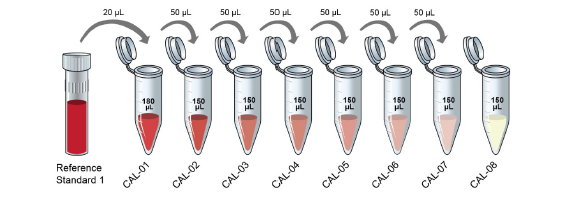 20 µL 50 µL 50 µL 50 µL 50 µL 50 µL 50 µL
180 µL
150 µL
150 µL
150 µL
150 µL
150 µL
150 µL
150 µL
Reference
Standard 1
CAL-01
CAL-02
CAL-03
CAL-04
CAL-05
CAL-06
CAL-07
CAL-08